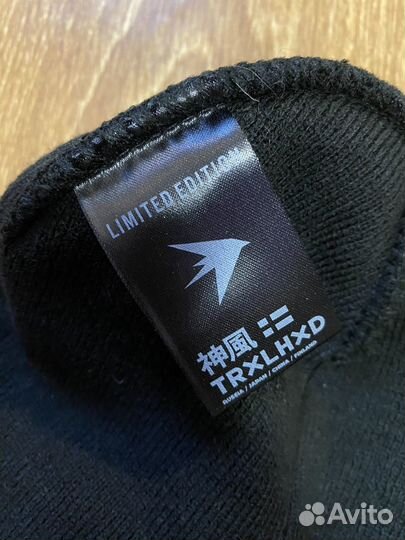 LIMITED EDITION
神風
TRXLHXD
RUSSIA / JAPAN / CHINA / FINLAND
Avito